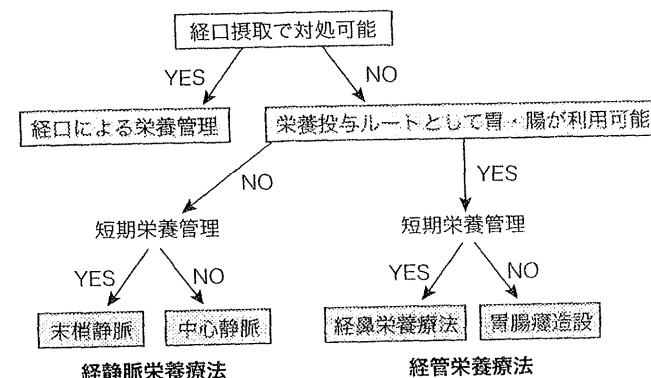 経口摂取で対処可能
YES
NO
経口による栄養管理
栄養投与ルートとして胃・腸が利用可能
NO
YES
短期栄養管理
短期栄養管理
YES
NO
YES
NO
末梢静脈
中心静脈
経鼻栄養療法
胃腸瘻造設
経静脈栄養療法
経管栄養療法